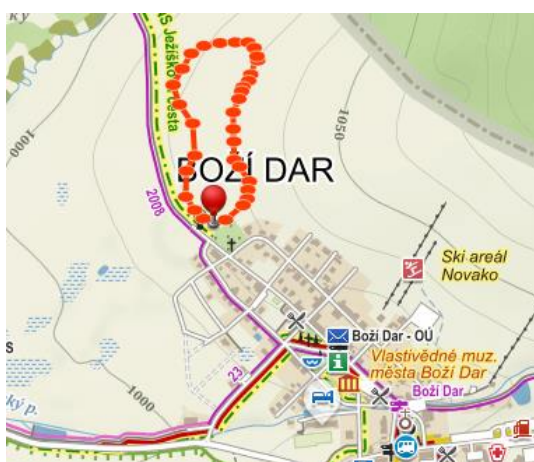 NS Ježíškova cesta
1000
1050
BOŽÍ DAR
2008
Ski areál
Novako
Boží Dar - OÚ
Vlastivědné muz.
města Boží Dar
Boží Dar
23
1000
ký p.